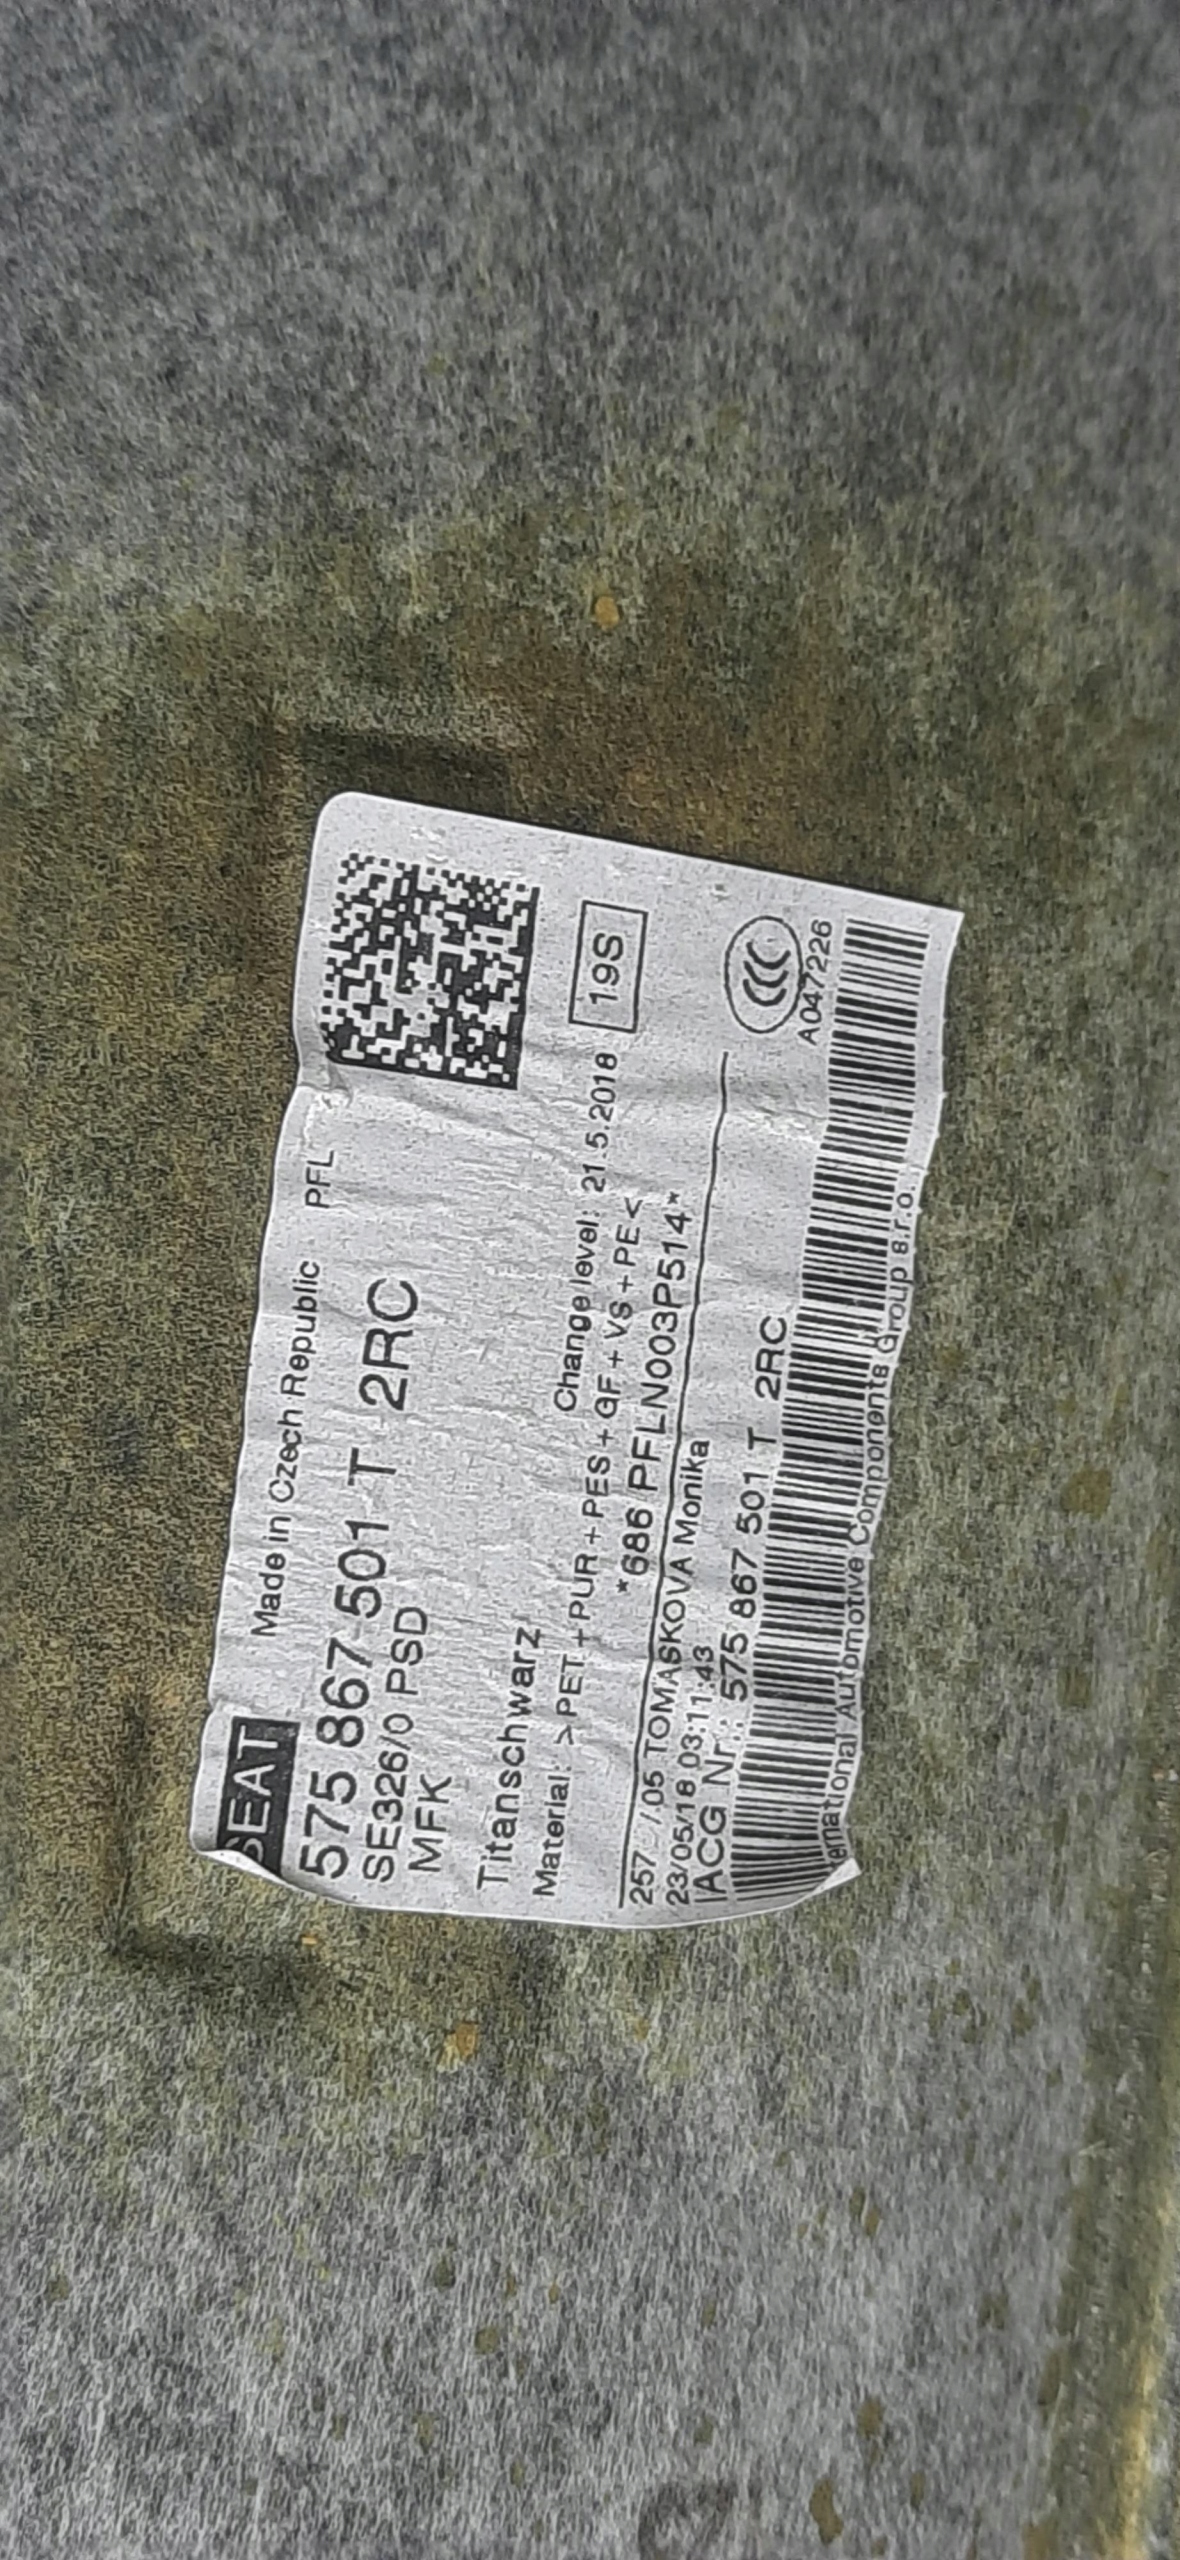 SEAT
Made in Czech Republic PFL
575 867 501 T 2RC
SE326/0 PSD
MFK
19S
Titanschwarz
Change level: 21.5.2018
Material: >PET+PUR+PES+GF+VS+PE<
*686 PFLN003P514*
257 /05 TOMASKOVA Monika
23/05/18 03:11:43
CCC
A047226
IACG Nr.: 575 867 501 T 2RC
Automotive Components Group s.r.o.